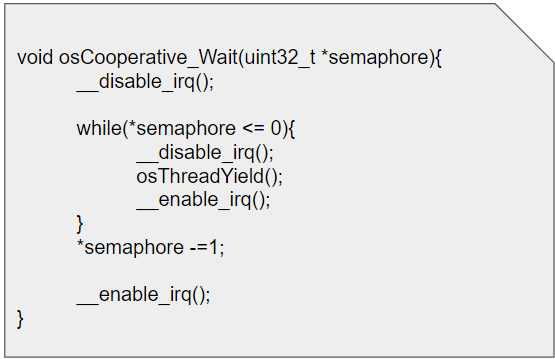 void osCooperative_Wait(uint32_t *semaphore){
__disable_irq();
while(*semaphore <= 0){
__disable_irq();
osThreadYield();
__enable_irq();
}
*semaphore -=1;
__enable_irq();
}